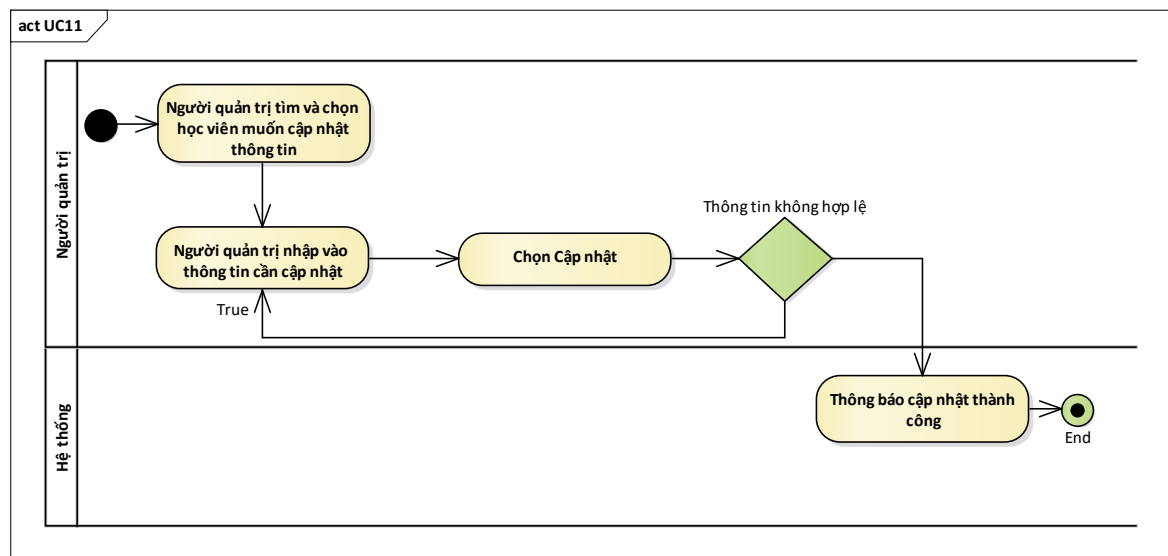 act UC11
Người quản trị
Người quản trị tìm và chọn
học viên muốn cập nhật
thông tin
Người quản trị nhập vào
thông tin cần cập nhật
Chọn Cập nhật
Thông tin không hợp lệ
True
Hệ thống
Thông báo cập nhật thành
công
End